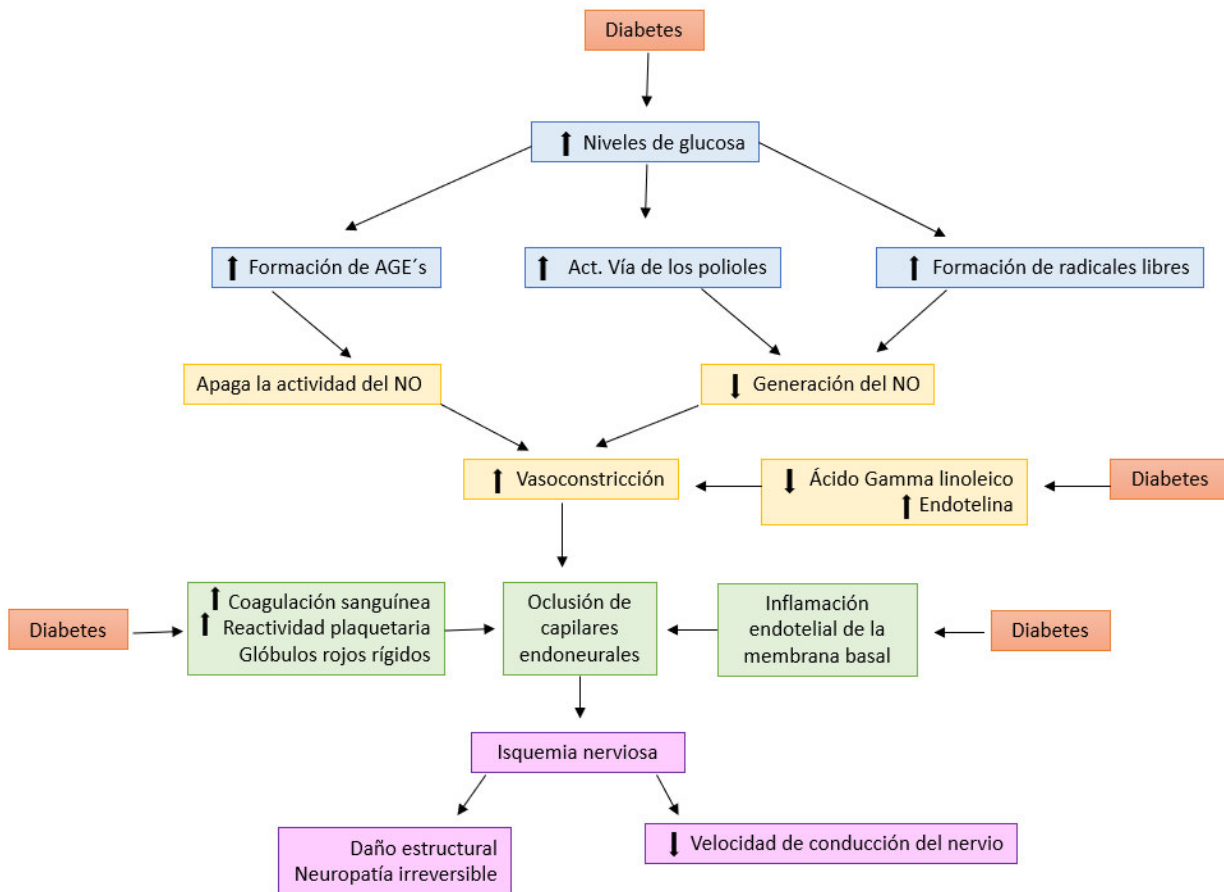 Diabetes
⬆ Niveles de glucosa
⬆ Formación de AGE´s
⬆ Act. Vía de los polioles
⬆ Formación de radicales libres
Apaga la actividad del NO
⬇ Generación del NO
⬆ Vasoconstricción
⬇ Ácido Gamma linoleico
⬆ Endotelina
Diabetes
Diabetes
⬆ Coagulación sanguínea
⬆ Reactividad plaquetaria
Glóbulos rojos rígidos
Oclusión de
capilares
endoneurales
Inflamación
endotelial de la
membrana basal
Diabetes
Isquemia nerviosa
Daño estructural
Neuropatía irreversible
⬇ Velocidad de conducción del nervio